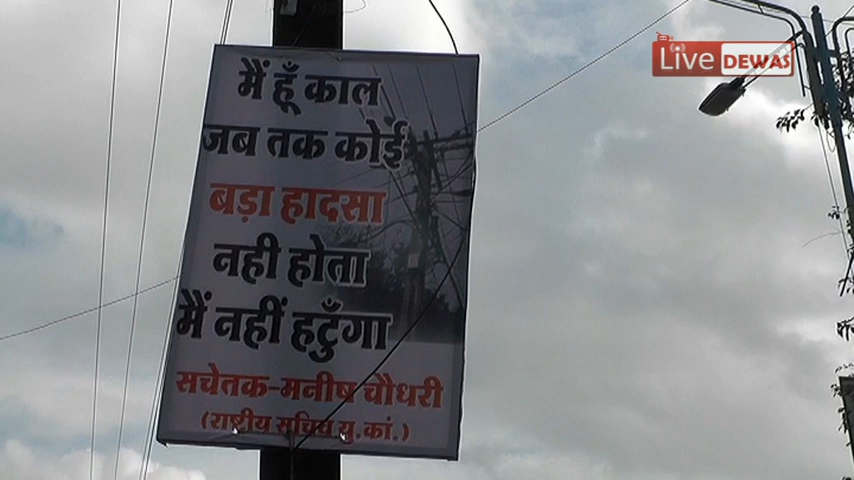 मैं हूँ काल
जब तक कोई
बड़ा हादसा
नही होता
मैं नहीं हटुँगा
सचेतक-मनीष चौधरी
(राष्ट्रीय सचिव यु.कां.)
Live DEWAS